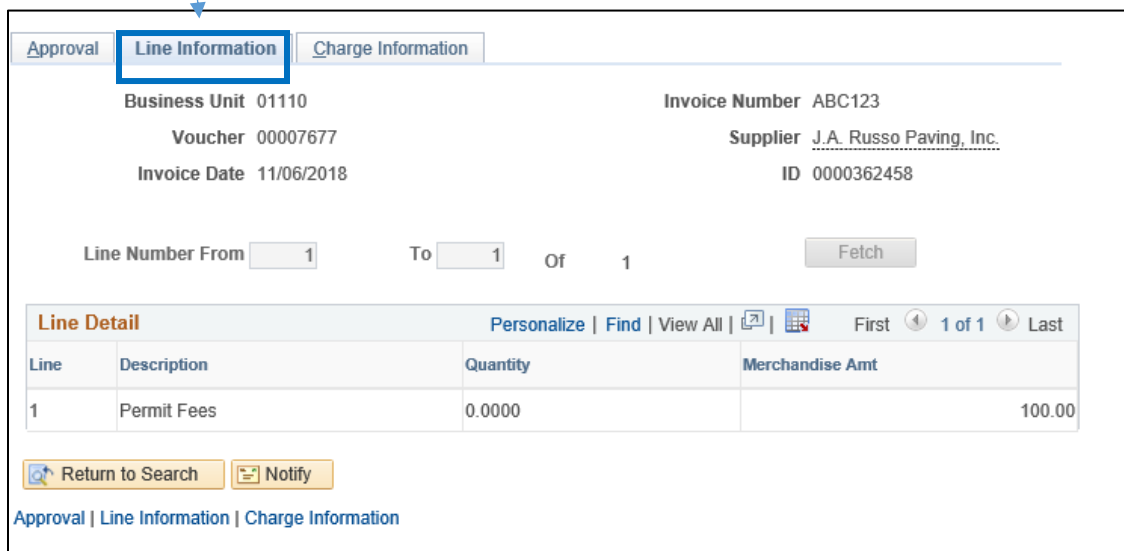 Approval Line Information Charge Information
Business Unit 01110 Invoice Number ABC123
Voucher 00007677 Supplier J.A. Russo Paving, Inc.
Invoice Date 11/06/2018 ID 0000362458
Line Number From 1 To 1 Of 1 Fetch
Line Detail Personalize | Find | View All | | First 1 of 1 Last
Line Description Quantity Merchandise Amt
1 Permit Fees 0.0000 100.00
Return to Search Notify
Approval | Line Information | Charge Information